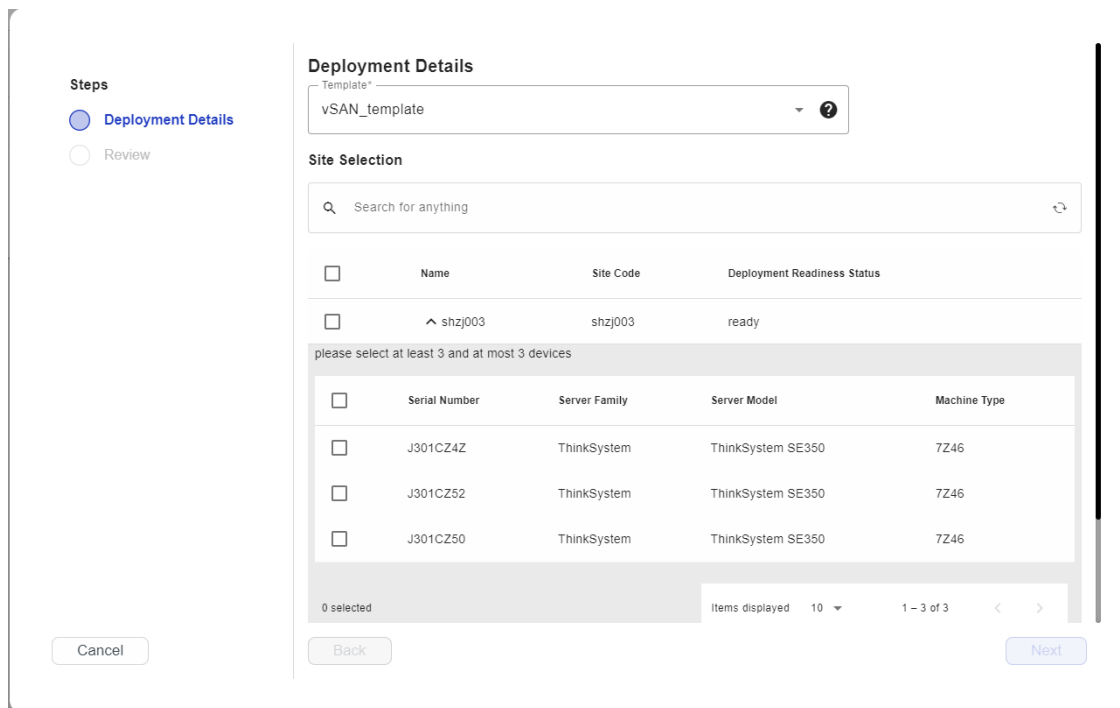 Steps
Deployment Details
Review
Deployment Details
Template*
vSAN_template
Site Selection
Search for anything
Name Site Code Deployment Readiness Status
shzj003 shzj003 ready
please select at least 3 and at most 3 devices
Serial Number Server Family Server Model Machine Type
J301CZ4Z ThinkSystem ThinkSystem SE350 7Z46
J301CZ52 ThinkSystem ThinkSystem SE350 7Z46
J301CZ50 ThinkSystem ThinkSystem SE350 7Z46
0 selected Items displayed 10 1 – 3 of 3
Cancel Back Next